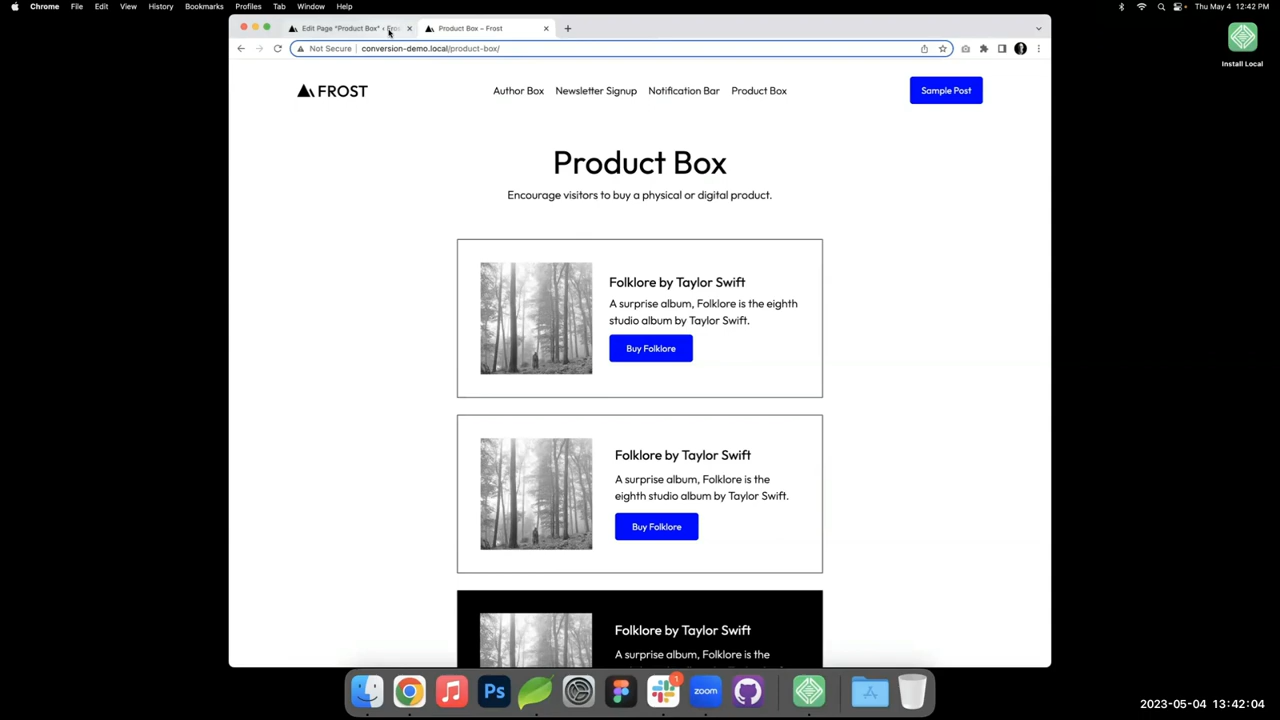 Chrome File Edit View History Bookmarks Profiles Tab Window Help
Thu May 4 12:42 PM
Edit Page "Product Box" ‹ Fros
Product Box – Frost
Not Secure conversion-demo.local/product-box/
Install Local
FROST
Author Box Newsletter Signup Notification Bar Product Box
Sample Post
Product Box
Encourage visitors to buy a physical or digital product.
Folklore by Taylor Swift
A surprise album, Folklore is the eighth
studio album by Taylor Swift.
Buy Folklore
Folklore by Taylor Swift
A surprise album, Folklore is the
eighth studio album by Taylor Swift.
Buy Folklore
Folklore by Taylor Swift
A surprise album, Folklore is the
Ps
zoom
1
2023-05-04 13:42:04